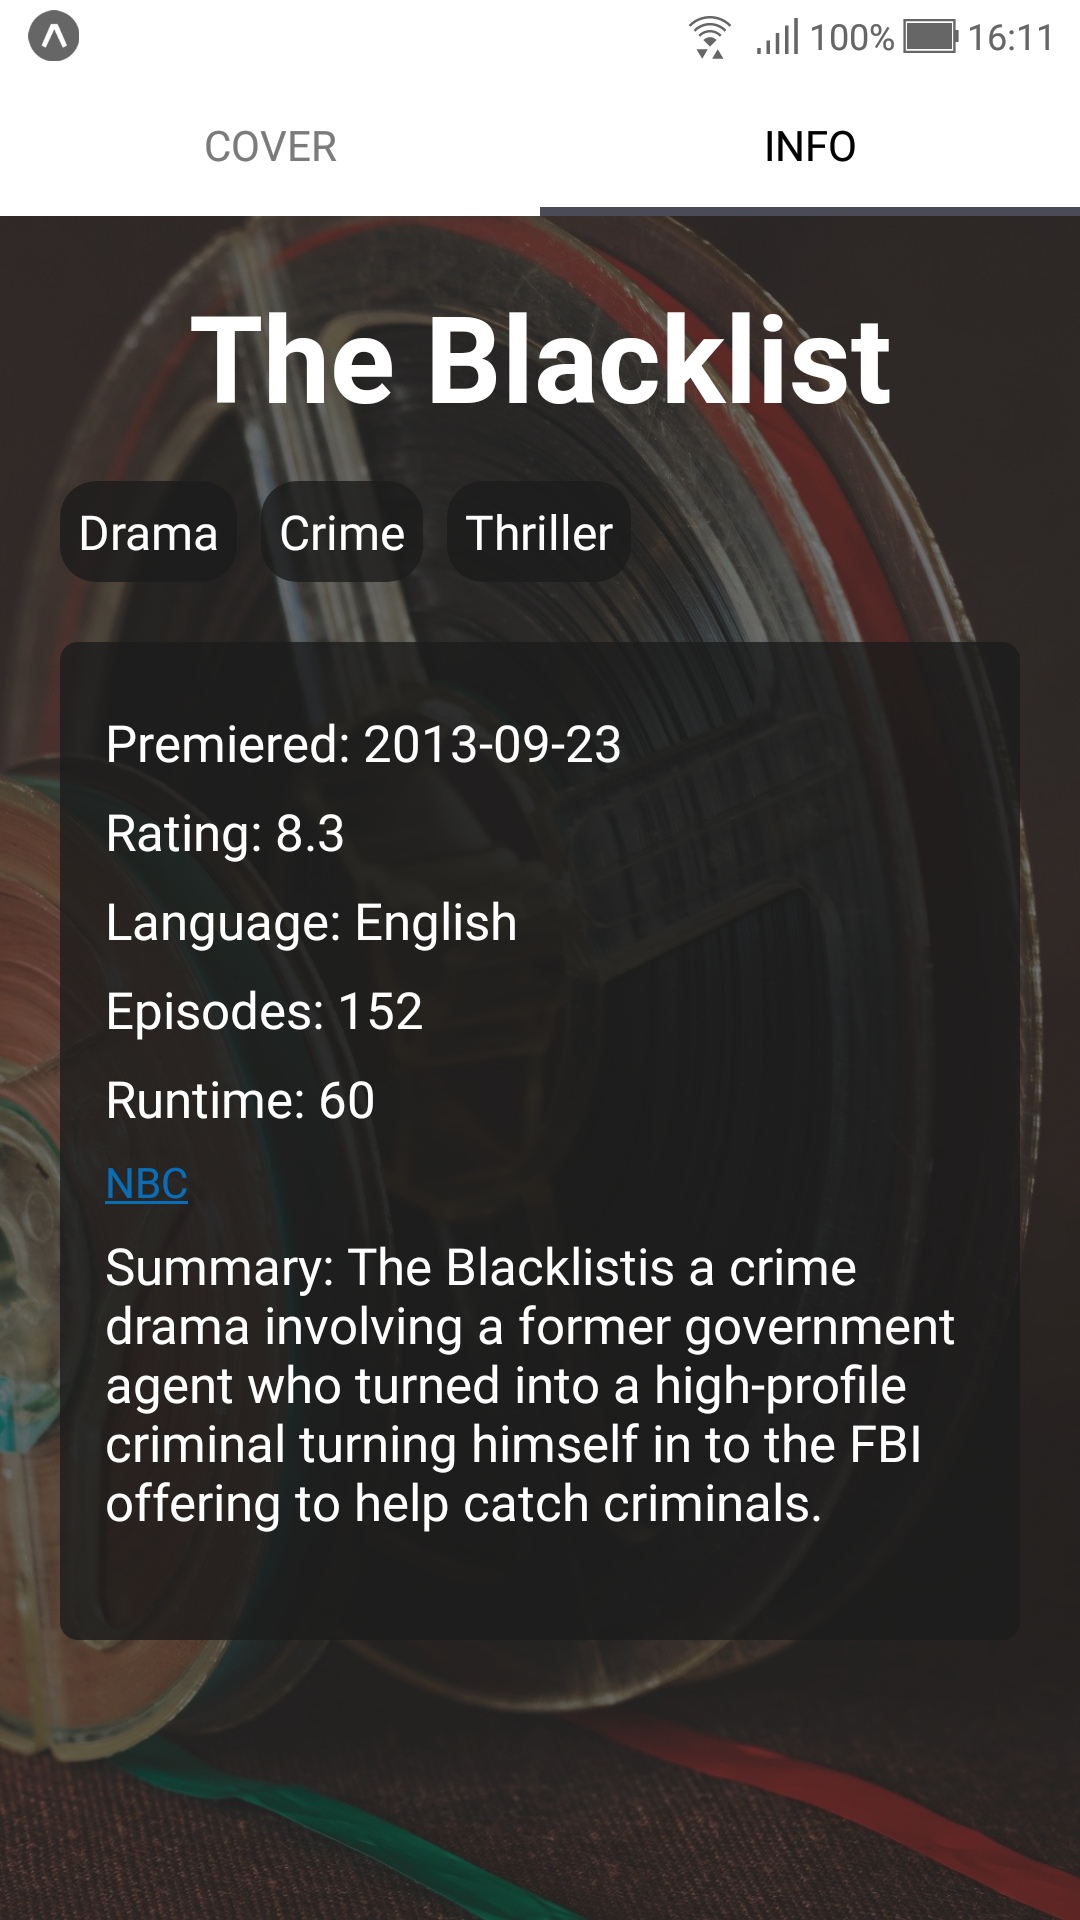 100% 16:11
COVER INFO
The Blacklist
Drama Crime Thriller
Premiered: 2013-09-23
Rating: 8.3
Language: English
Episodes: 152
Runtime: 60
NBC
Summary: The Blacklistis a crime
drama involving a former government
agent who turned into a high-profile
criminal turning himself in to the FBI
offering to help catch criminals.